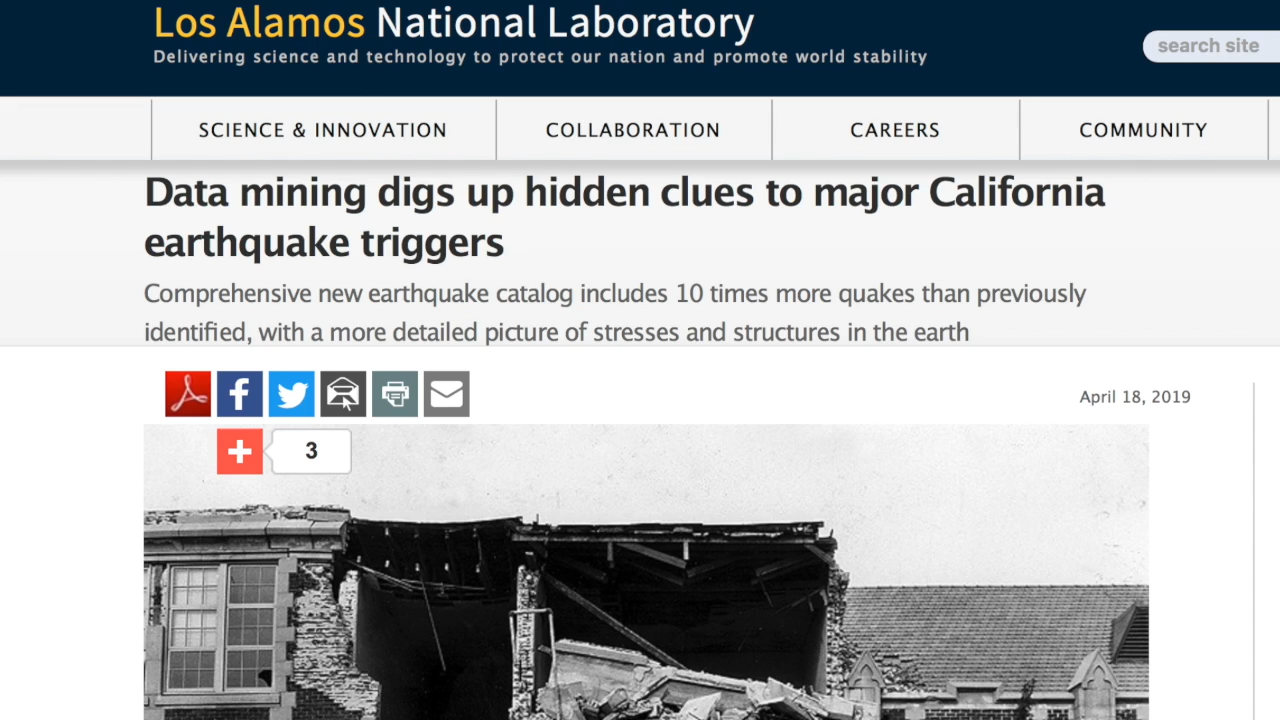 Los Alamos National Laboratory
Delivering science and technology to protect our nation and promote world stability
search site
SCIENCE & INNOVATION
COLLABORATION
CAREERS
COMMUNITY
Data mining digs up hidden clues to major California
earthquake triggers
Comprehensive new earthquake catalog includes 10 times more quakes than previously
identified, with a more detailed picture of stresses and structures in the earth
April 18, 2019
3